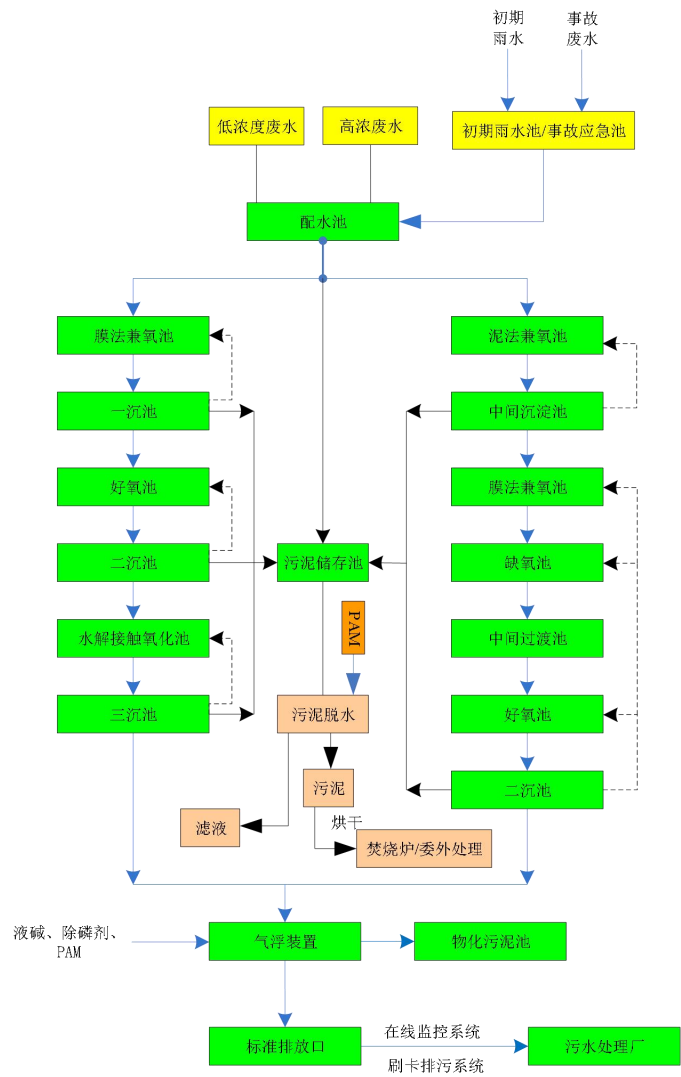 初期
雨水
事故
废水
低浓度废水
高浓废水
初期雨水池/事故应急池
配水池
膜法兼氧池
泥法兼氧池
一沉池
中间沉淀池
好氧池
膜法兼氧池
二沉池
污泥储存池
缺氧池
PAM
水解接触氧化池
中间过渡池
三沉池
污泥脱水
好氧池
污泥
二沉池
滤液
烘干
焚烧炉/委外处理
液碱、除磷剂、
PAM
气浮装置
物化污泥池
标准排放口
在线监控系统
刷卡排污系统
污水处理厂